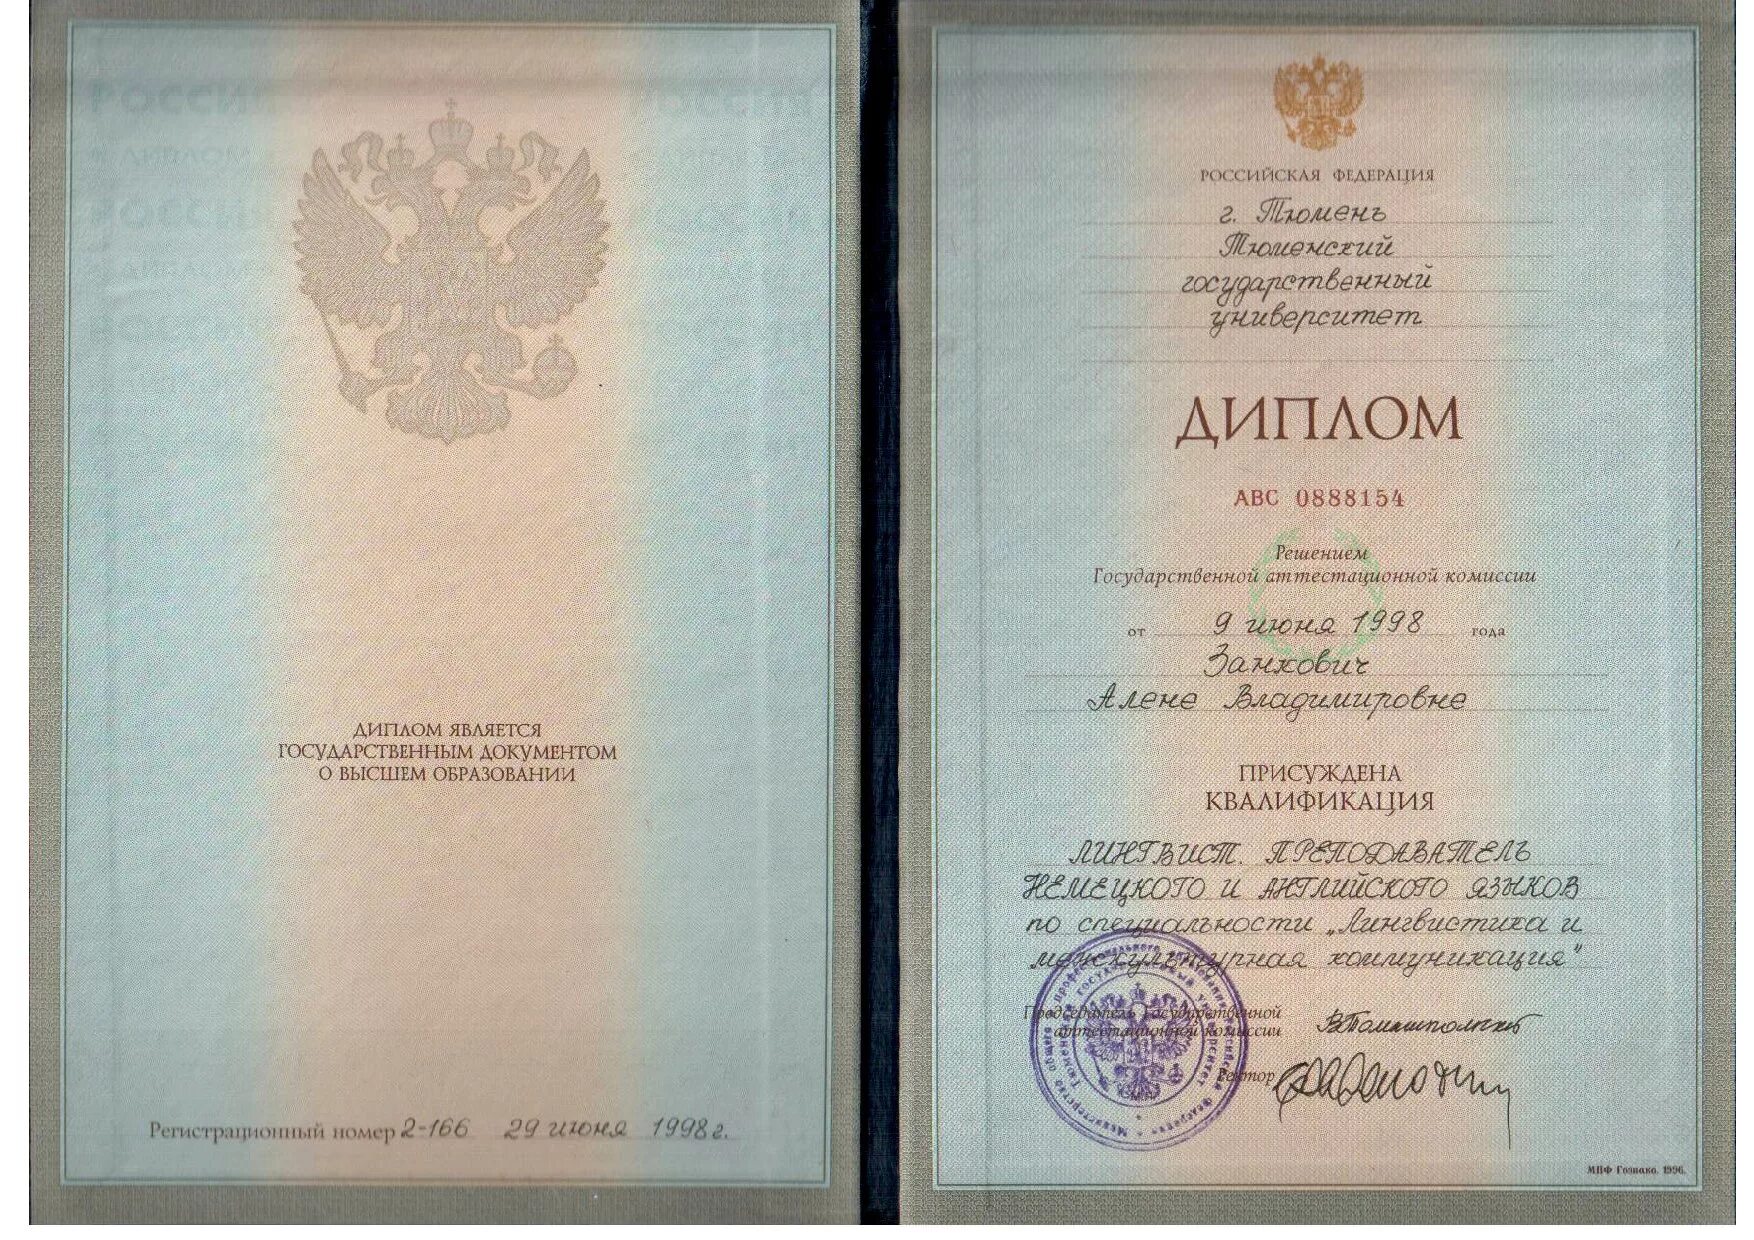 ДИПЛОМ ЯВЛЯЕТСЯ
ГОСУДАРСТВЕННЫМ ДОКУМЕНТОМ
О ВЫСШЕМ ОБРАЗОВАНИИ
Регистрационный номер 2-166 29 июня 1998 г.
РОССИЙСКАЯ ФЕДЕРАЦИЯ
г. Тюмень
Тюменский
государственный
университет
ДИПЛОМ
АВС 0888154
Решением
Государственной аттестационной комиссии
от 9 июня 1998 года
Занкович
Алене Владимировне
ПРИСУЖДЕНА
КВАЛИФИКАЦИЯ
ЛИНГВИСТ. ПРЕПОДАВАТЕЛЬ
НЕМЕЦКОГО И АНГЛИЙСКОГО ЯЗЫКОВ
по специальности „Лингвистика и
межкультурная коммуникация"
Председатель Государственной
аттестационной комиссии
Ректор
МПФ Гознака. 1996.